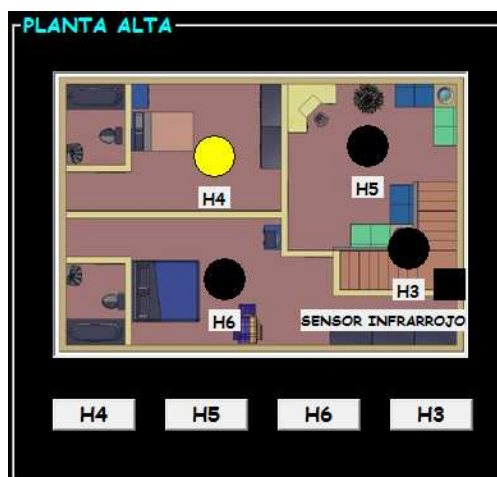 PLANTA ALTA
H4
H5
H3
H6
SENSOR INFRARROJO
H4 H5 H6 H3